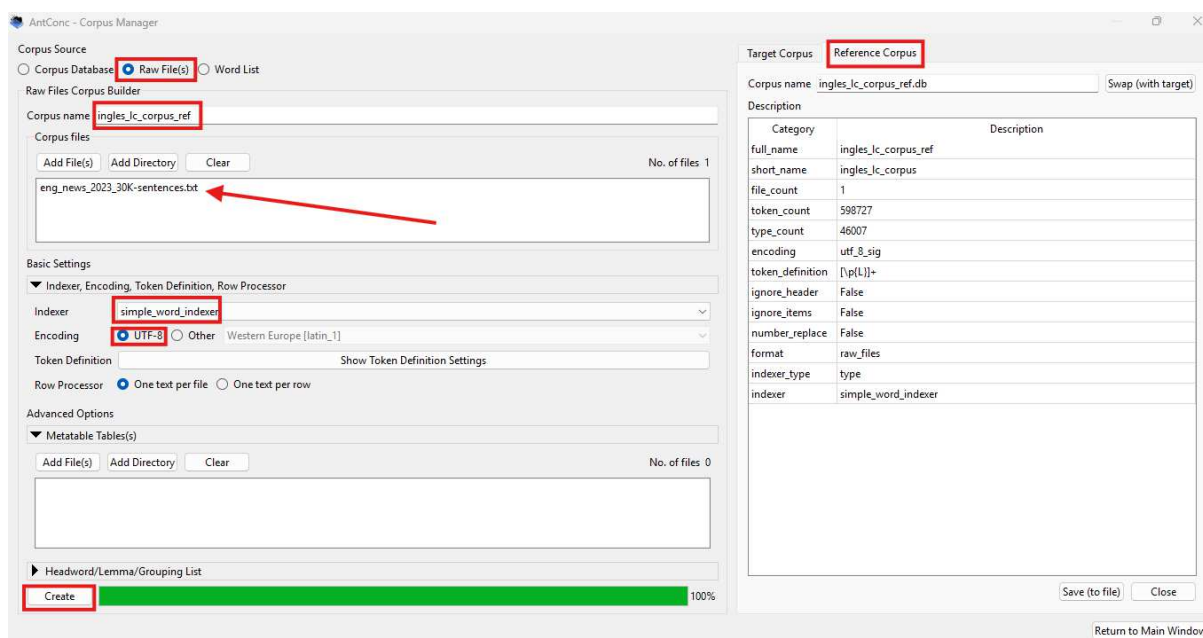 AntConc - Corpus Manager
Corpus Source
Corpus Database Raw File(s) Word List
Raw Files Corpus Builder
Corpus name ingles_lc_corpus_ref
Corpus files
Add File(s) Add Directory Clear No. of files 1
eng_news_2023_30K-sentences.txt
Basic Settings
Indexer, Encoding, Token Definition, Row Processor
Indexer simple_word_indexer
Encoding UTF-8 Other Western Europe [latin_1]
Token Definition Show Token Definition Settings
Row Processor One text per file One text per row
Advanced Options
Metatable Tables(s)
Add File(s) Add Directory Clear No. of files 0
Headword/Lemma/Grouping List
Create 100%
Target Corpus Reference Corpus
Corpus name ingles_lc_corpus_ref.db Swap (with target)
Description
Category Description
full_name ingles_lc_corpus_ref
short_name ingles_lc_corpus
file_count 1
token_count 598727
type_count 46007
encoding utf_8_sig
token_definition [\p{L}]+
ignore_header False
ignore_items False
number_replace False
format raw_files
indexer_type type
indexer simple_word_indexer
Save (to file) Close
Return to Main Window